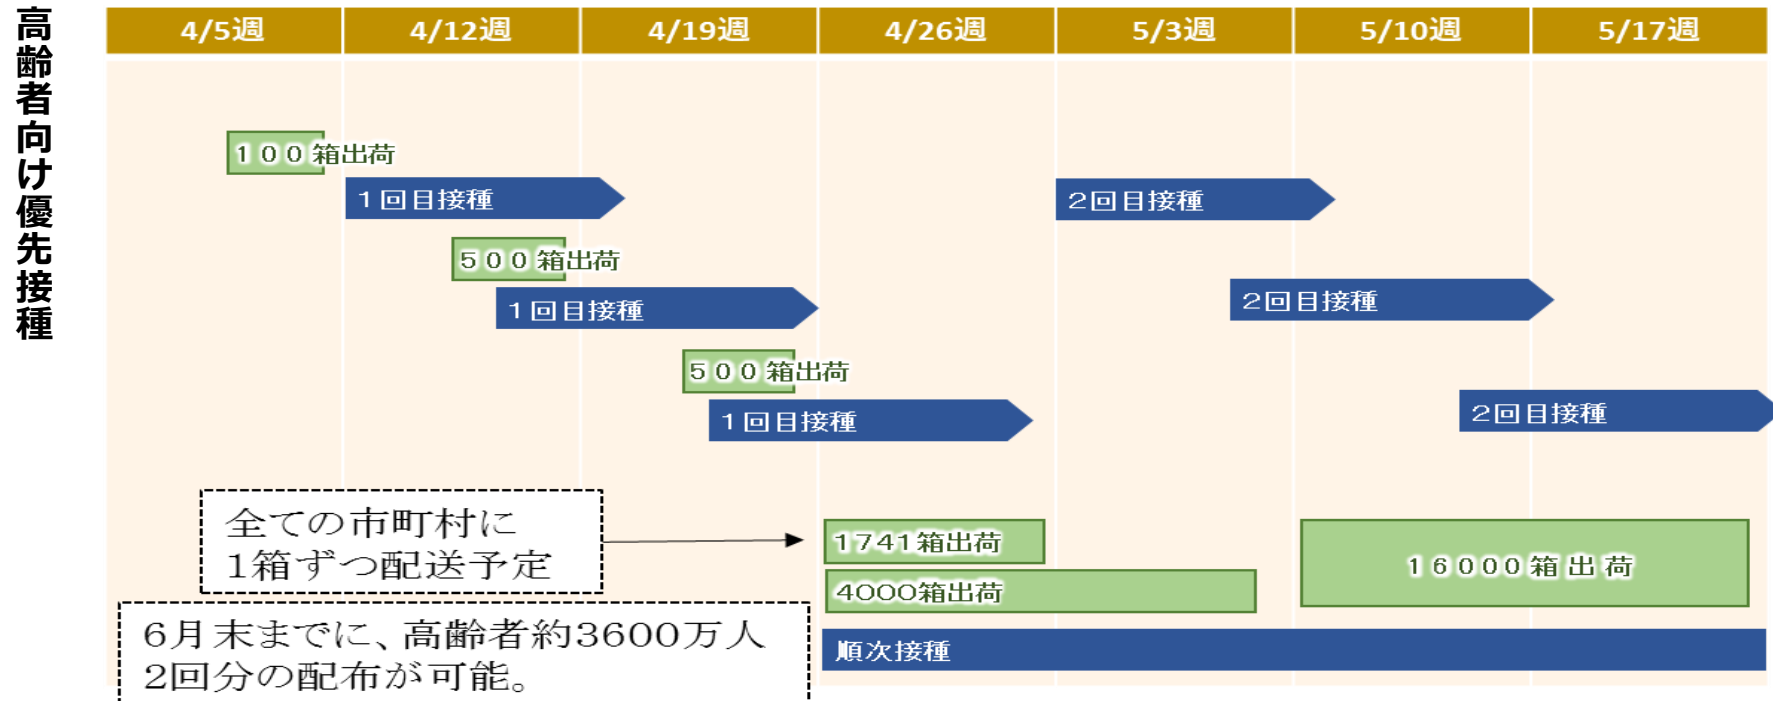 高齢者向け優先接種
4/5週
4/12週
4/19週
4/26週
5/3週
5/10週
5/17週
１００箱出荷
１回目接種
２回目接種
５００箱出荷
１回目接種
２回目接種
５００箱出荷
１回目接種
２回目接種
全ての市町村に
1箱ずつ配送予定
1741箱出荷
4000箱出荷
１６０００箱出荷
6月末までに、高齢者約3600万人
2回分の配布が可能。
順次接種